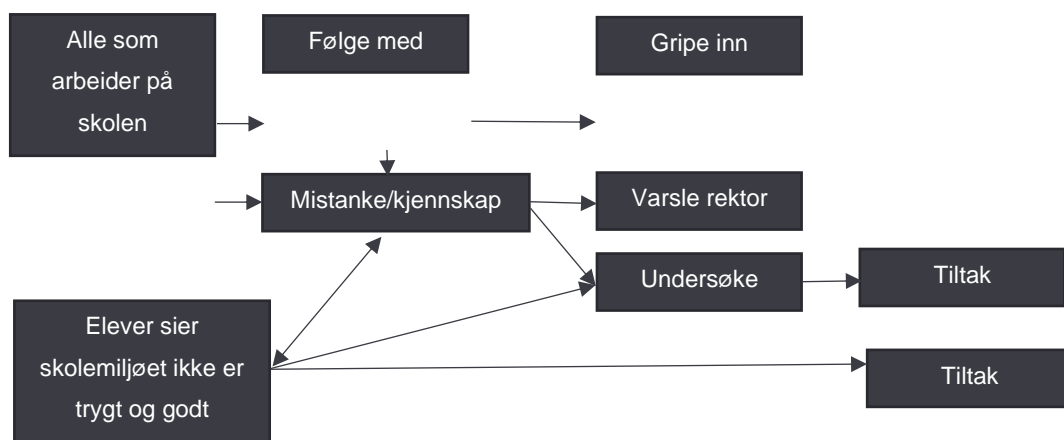 Alle som
arbeider på
skolen
Følge med
Gripe inn
Mistanke/kjennskap
Varsle rektor
Undersøke
Tiltak
Elever sier
skolemiljøet ikke er
trygt og godt
Tiltak